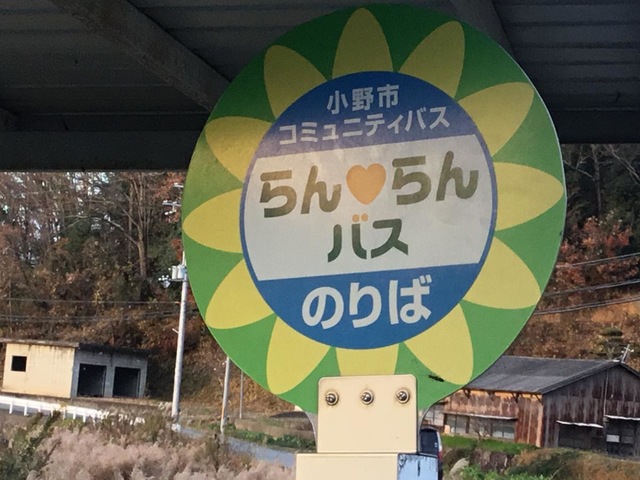 小野市
コミュニティバス
らん♥らん
バス
のりば